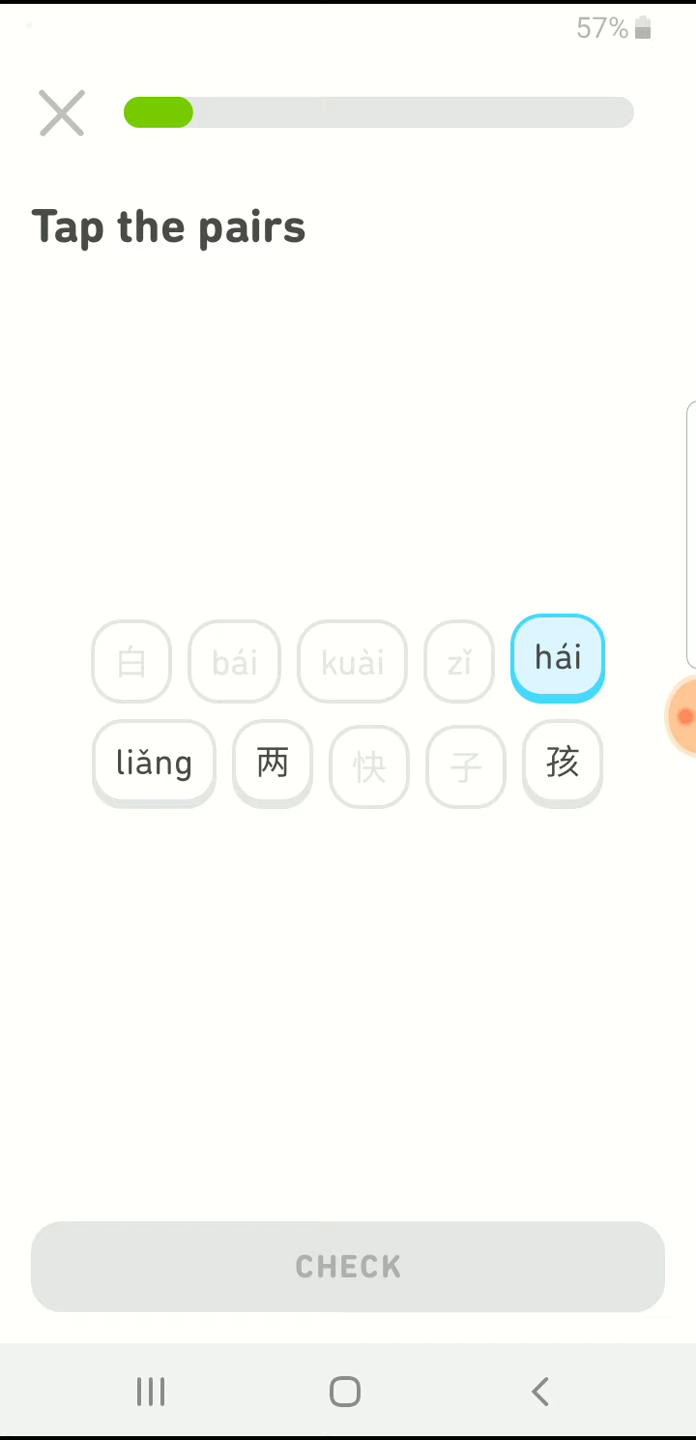 57%
Tap the pairs
白 bái kuài zǐ hái
liǎng 两 快 子 孩
CHECK